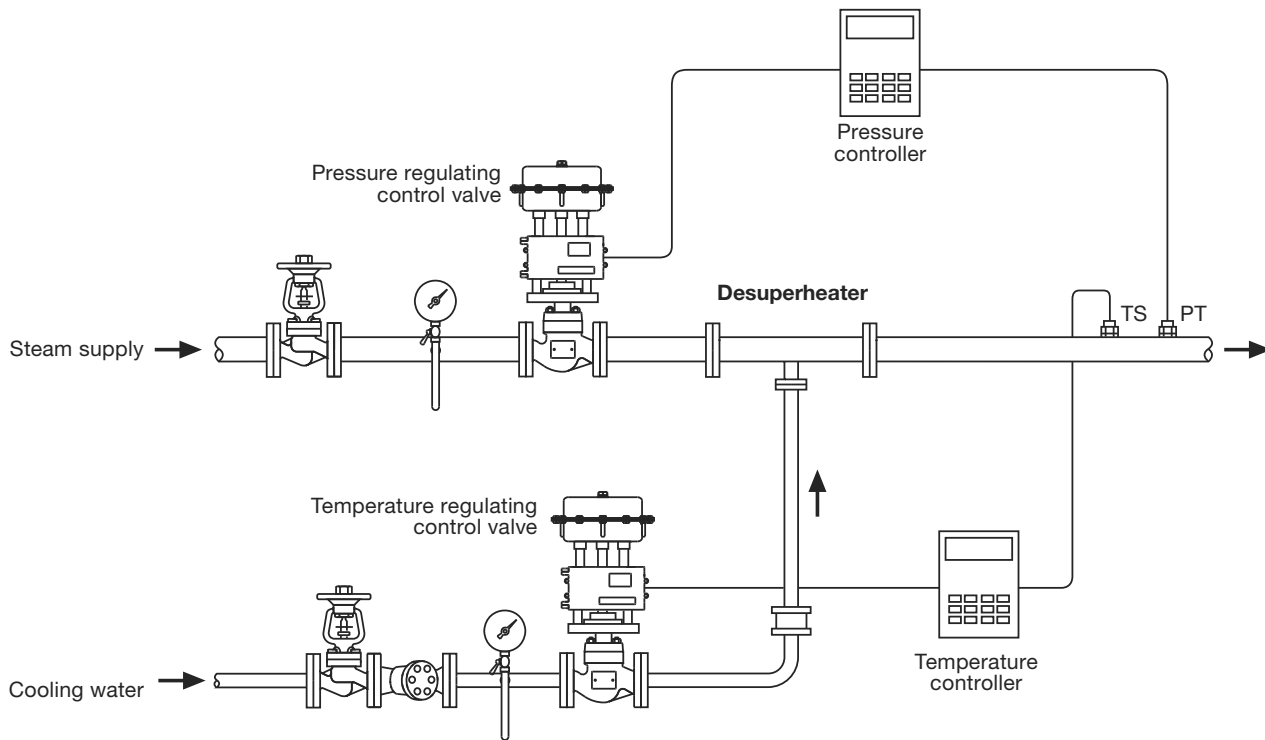 Pressure
controller
Pressure regulating
control valve
Desuperheater
TS PT
Steam supply
Temperature regulating
control valve
Temperature
controller
Cooling water